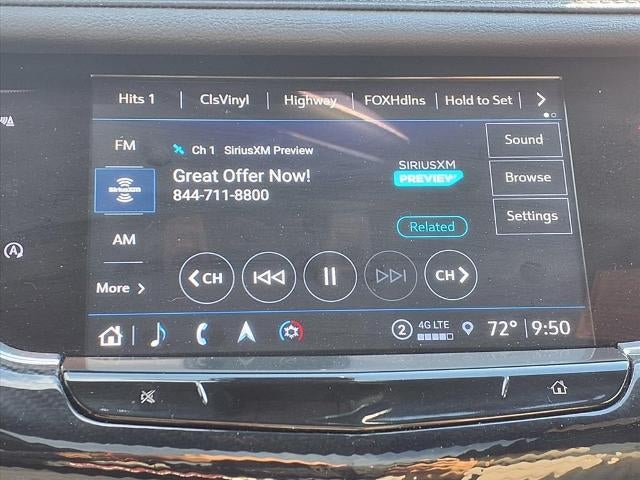 Hits 1 ClsVinyl Highway FOXHdlns Hold to Set
FM
Ch 1 SiriusXM Preview
Great Offer Now!
844-711-8800
SIRIUSXM
PREVIEW
Sound
Browse
Settings
SiriusXM
Related
AM
More
CH
CH
2 4G LTE 72° 9:50
A